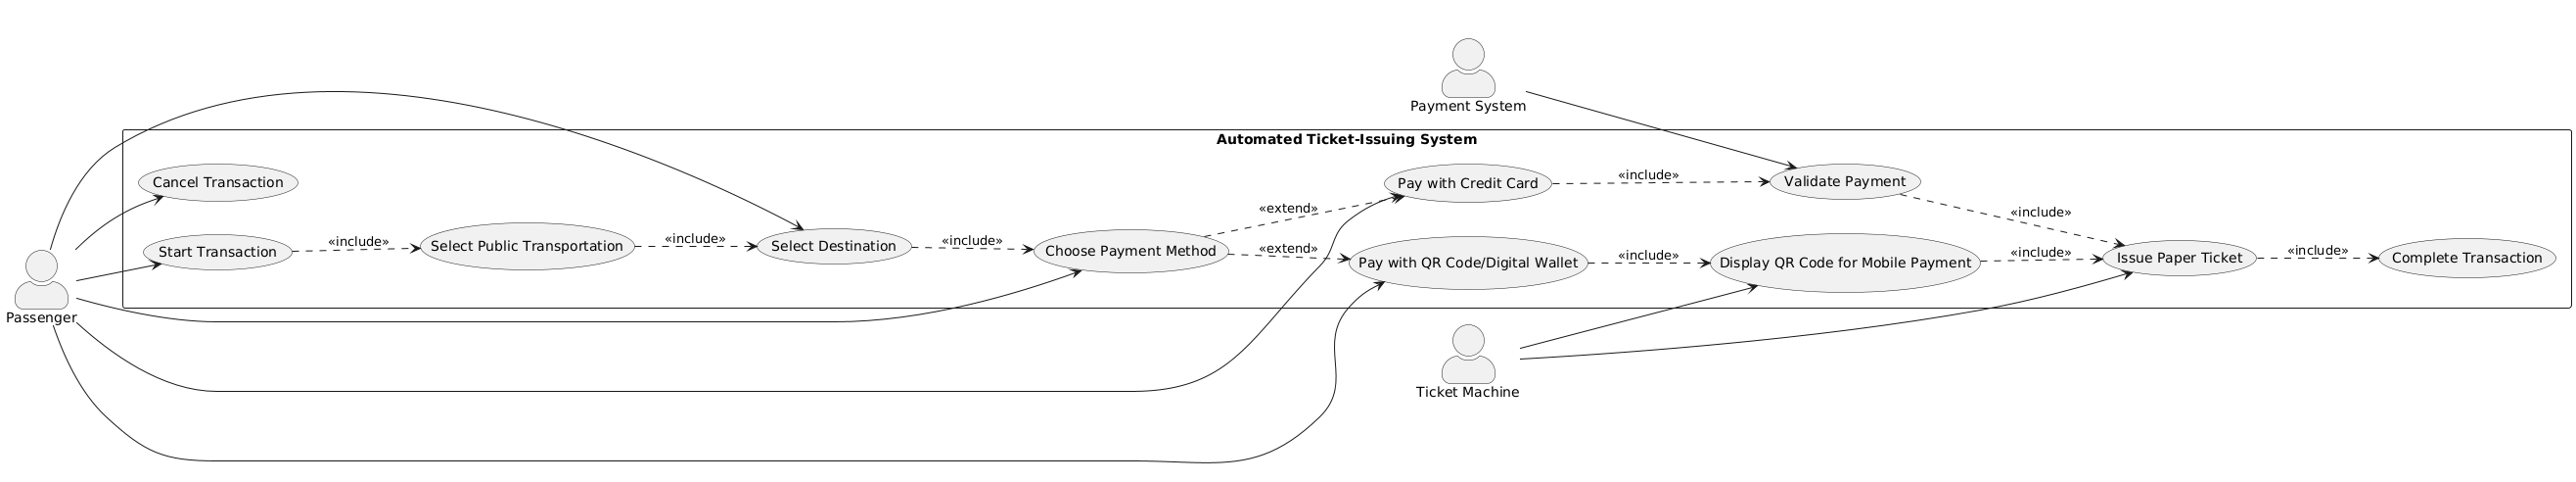 Payment System
Automated Ticket-Issuing System
Cancel Transaction
Pay with Credit Card
«include»
Validate Payment
«extend»
«include»
Start Transaction
«include»
Select Public Transportation
«include»
Select Destination
«include»
Choose Payment Method
«extend»
Pay with QR Code/Digital Wallet
«include»
Display QR Code for Mobile Payment
«include»
Issue Paper Ticket
«include»
Complete Transaction
Passenger
Ticket Machine